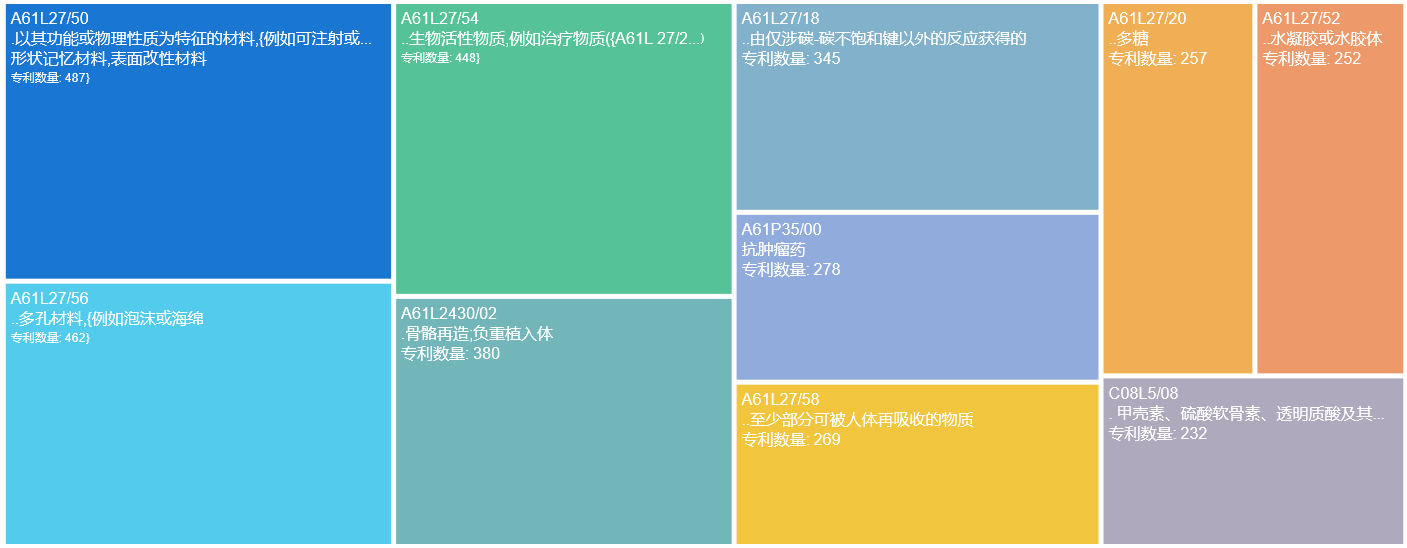 A61L27/50
.以其功能或物理性质为特征的材料,{例如可注射或...
形状记忆材料,表面改性材料
专利数量: 487}
A61L27/56
..多孔材料,{例如泡沫或海绵
专利数量: 462}
A61L27/54
..生物活性物质,例如治疗物质({A61L 27/2...)
专利数量: 448}
A61L2430/02
.骨骼再造;负重植入体
专利数量: 380
A61L27/18
..由仅涉碳-碳不饱和键以外的反应获得的
专利数量: 345
A61P35/00
抗肿瘤药
专利数量: 278
A61L27/58
..至少部分可被人体再吸收的物质
专利数量: 269
A61L27/20
..多糖
专利数量: 257
A61L27/52
..水凝胶或水胶体
专利数量: 252
C08L5/08
. 甲壳素、硫酸软骨素、透明质酸及其...
专利数量: 232